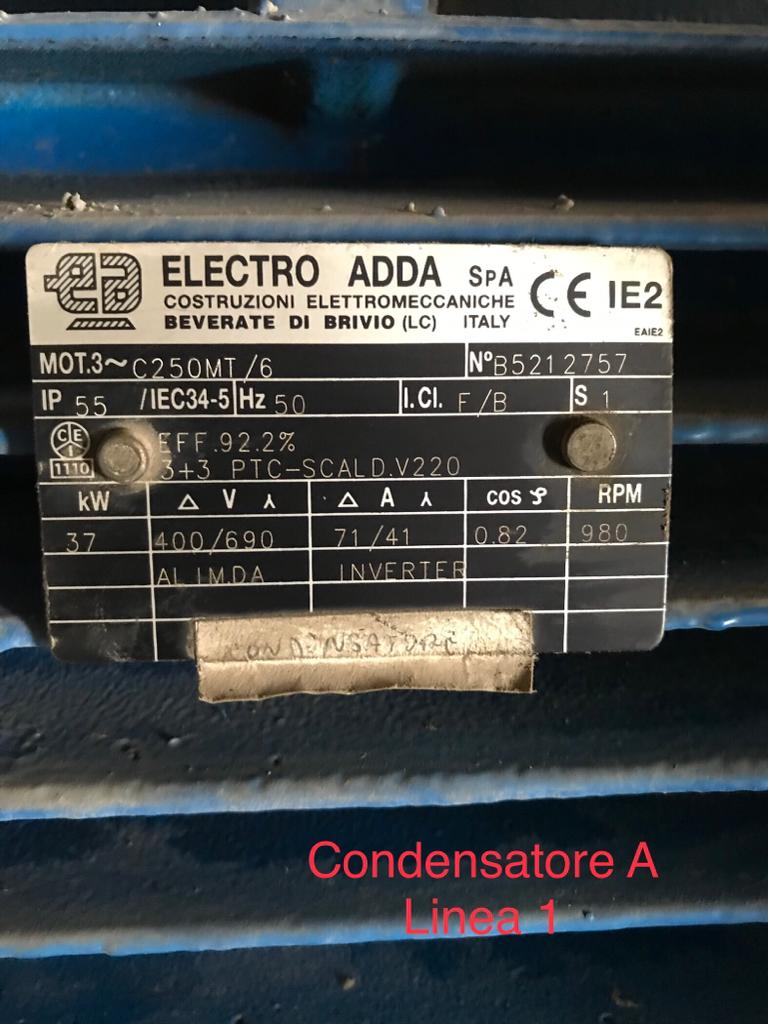 ELECTRO ADDA SpA
COSTRUZIONI ELETTROMECCANICHE
BEVERATE DI BRIVIO (LC) ITALY
CE IE2
EAIE2
MOT.3~ C250MT/6 N° B5212757
IP 55 /IEC34-5 Hz 50 I.Cl. F/B S 1
CEI 1110
EFF.92.2%
3+3 PTC-SCALD.V220
kW Δ V Y Δ A Y cos φ RPM
37 400/690 71/41 0.82 980
ALIM.DA INVERTER
CONDENSATORE
Condensatore A
Linea 1